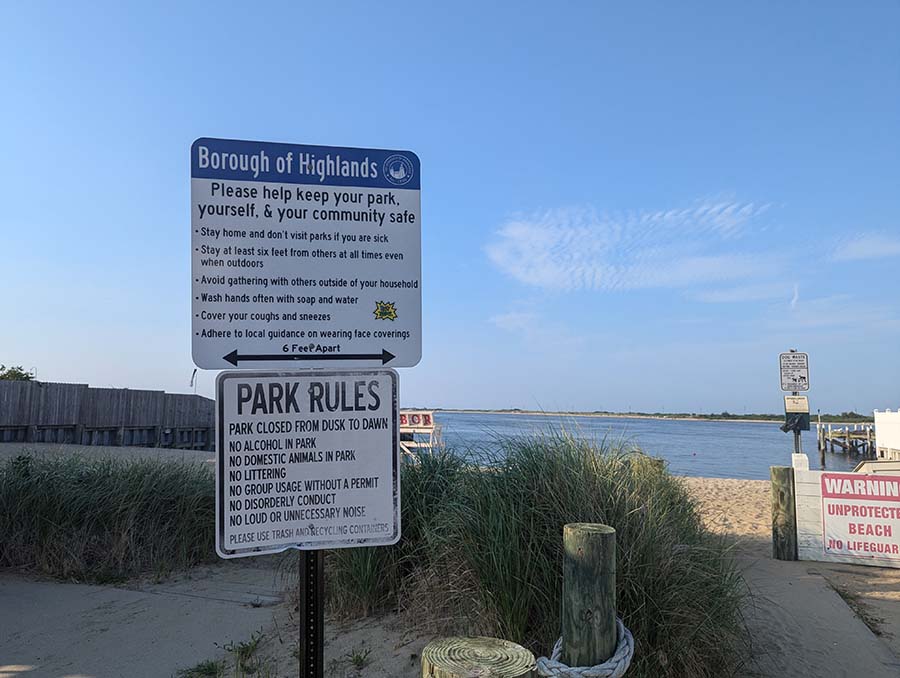 Borough of Highlands
Please help keep your park,
yourself, & your community safe
• Stay home and don't visit parks if you are sick
• Stay at least six feet from others at all times even
when outdoors
• Avoid gathering with others outside of your household
• Wash hands often with soap and water
• Cover your coughs and sneezes
• Adhere to local guidance on wearing face coverings
6 Feet Apart
PARK RULES
PARK CLOSED FROM DUSK TO DAWN
NO ALCOHOL IN PARK
NO DOMESTIC ANIMALS IN PARK
NO LITTERING
NO GROUP USAGE WITHOUT A PERMIT
NO DISORDERLY CONDUCT
NO LOUD OR UNNECESSARY NOISE
PLEASE USE TRASH AND RECYCLING CONTAINERS
BOR
DOG WASTE
WARNIN
UNPROTECTE
BEACH
NO LIFEGUAR